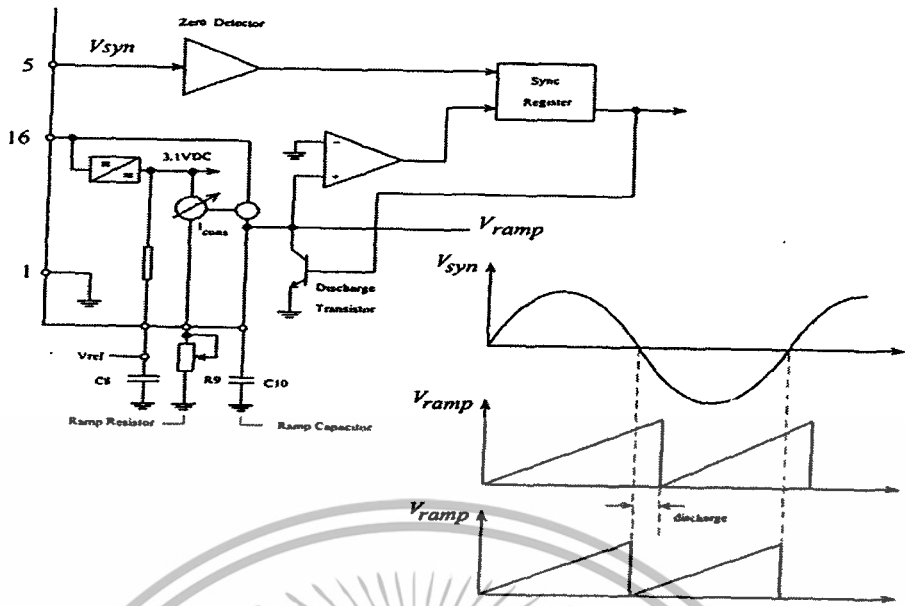 Zero Detector
Vsyn
5
Sync
Register
16
3.1VDC
−
+
Icons
Vramp
1
Discharge
Transistor
Vsyn
Vref
C8
R9
C10
Ramp Resistor
Ramp Capacitor
Vramp
discharge
Vramp